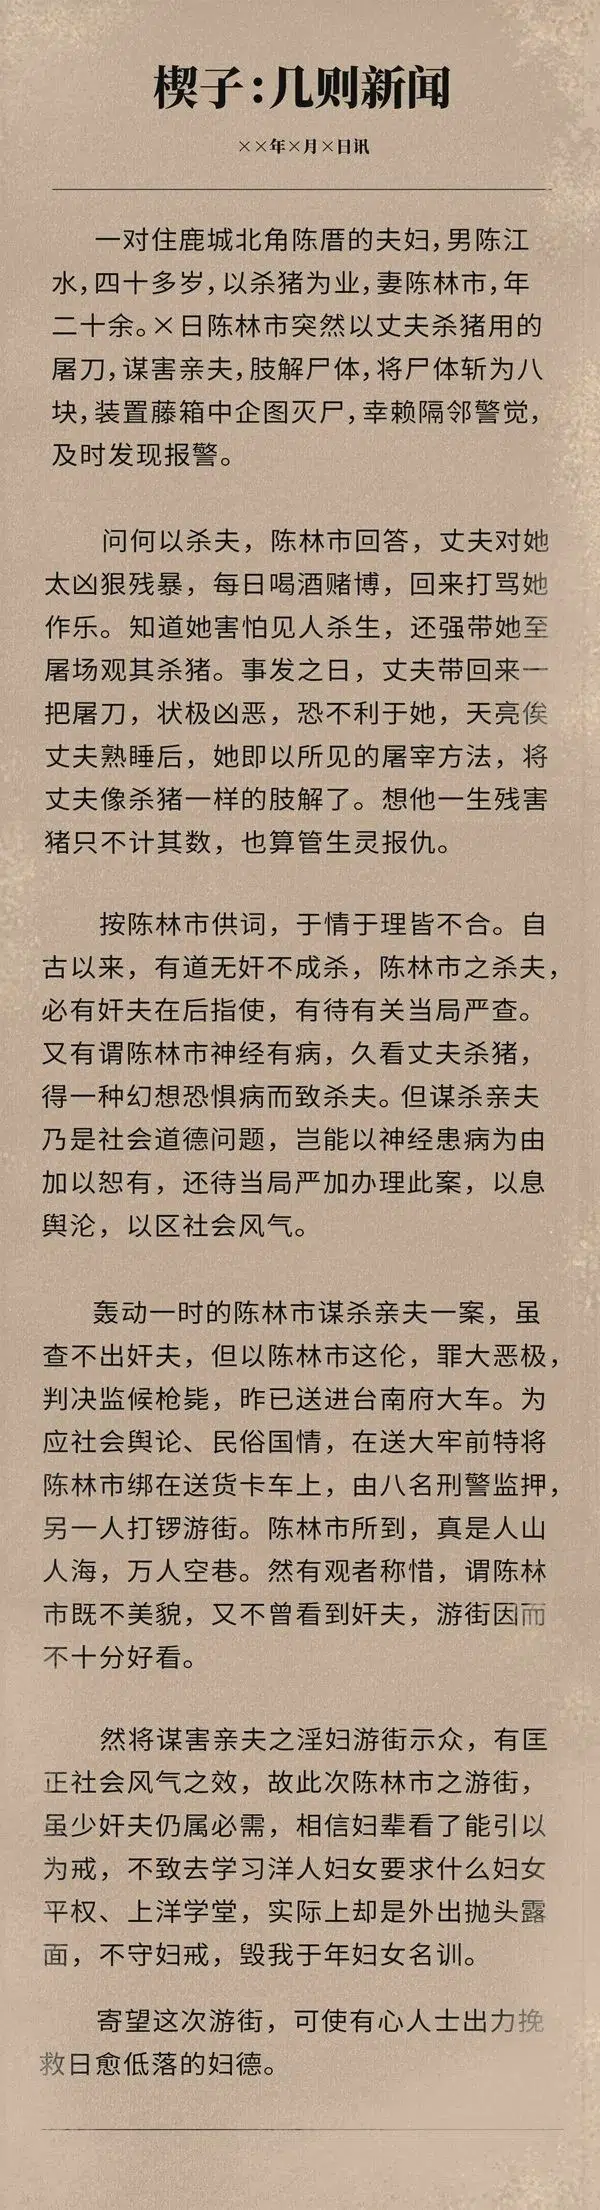 楔子:几则新闻
××年×月×日讯
一对住鹿城北角陈厝的夫妇,男陈江
水,四十多岁,以杀猪为业,妻陈林市,年
二十余。×日陈林市突然以丈夫杀猪用的
屠刀,谋害亲夫,肢解尸体,将尸体斩为八
块,装置藤箱中企图灭尸,幸赖隔邻警觉,
及时发现报警。
问何以杀夫，陈林市回答，丈夫对她
太凶狠残暴，每日喝酒赌博，回来打骂她
作乐。知道她害怕见人杀生，还强带她至
屠场观其杀猪。事发之日，丈夫带回来一
把屠刀，状极凶恶，恐不利于她，天亮俟
丈夫熟睡后，她即以所见的屠宰方法，将
丈夫像杀猪一样的肢解了。想他一生残害
猪只不计其数，也算管生灵报仇。
按陈林市供词，于情于理皆不合。自
古以来，有道无奸不成杀，陈林市之杀夫，
必有奸夫在后指使，有待有关当局严查。
又有谓陈林市神经有病，久看丈夫杀猪，
得一种幻想恐惧病而致杀夫。但谋杀亲夫
乃是社会道德问题，岂能以神经患病为由
加以恕有，还待当局严加办理此案，以息
舆沦，以区社会风气。
轰动一时的陈林市谋杀亲夫一案，虽
查不出奸夫，但以陈林市这伦，罪大恶极，
判决监候枪毙，昨已送进台南府大车。为
应社会舆论、民俗国情，在送大牢前特将
陈林市绑在送货卡车上，由八名刑警监押，
另一人打锣游街。陈林市所到，真是人山
人海，万人空巷。然有观者称惜，谓陈林
市既不美貌，又不曾看到奸夫，游街因而
不十分好看。
然将谋害亲夫之淫妇游街示众，有匡
正社会风气之效，故此次陈林市之游街，
虽少奸夫仍属必需，相信妇辈看了能引以
为戒，不致去学习洋人妇女要求什么妇女
平权、上洋学堂，实际上却是外出抛头露
面，不守妇戒，毁我于年妇女名训。
寄望这次游街，可使有心人士出力挽
救日愈低落的妇德。